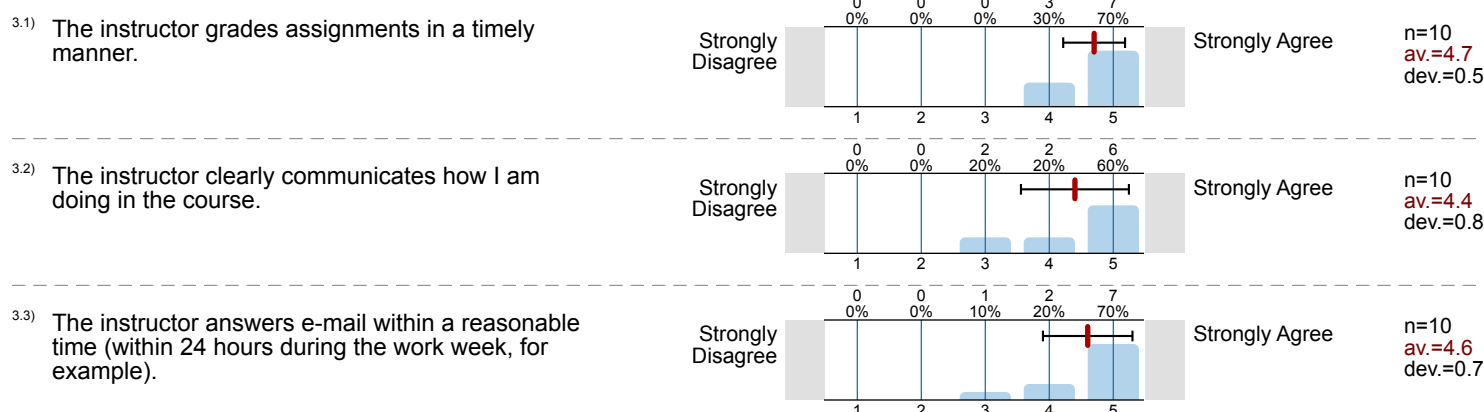 0 0 0 3 7
0% 0% 0% 30% 70%
3.1) The instructor grades assignments in a timely
manner.
Strongly
Disagree
Strongly Agree
n=10
av.=4.7
dev.=0.5
1 2 3 4 5
0 0 2 2 6
0% 0% 20% 20% 60%
3.2) The instructor clearly communicates how I am
doing in the course.
Strongly
Disagree
Strongly Agree
n=10
av.=4.4
dev.=0.8
1 2 3 4 5
0 0 1 2 7
0% 0% 10% 20% 70%
3.3) The instructor answers e-mail within a reasonable
time (within 24 hours during the work week, for
example).
Strongly
Disagree
Strongly Agree
n=10
av.=4.6
dev.=0.7
1 2 3 4 5